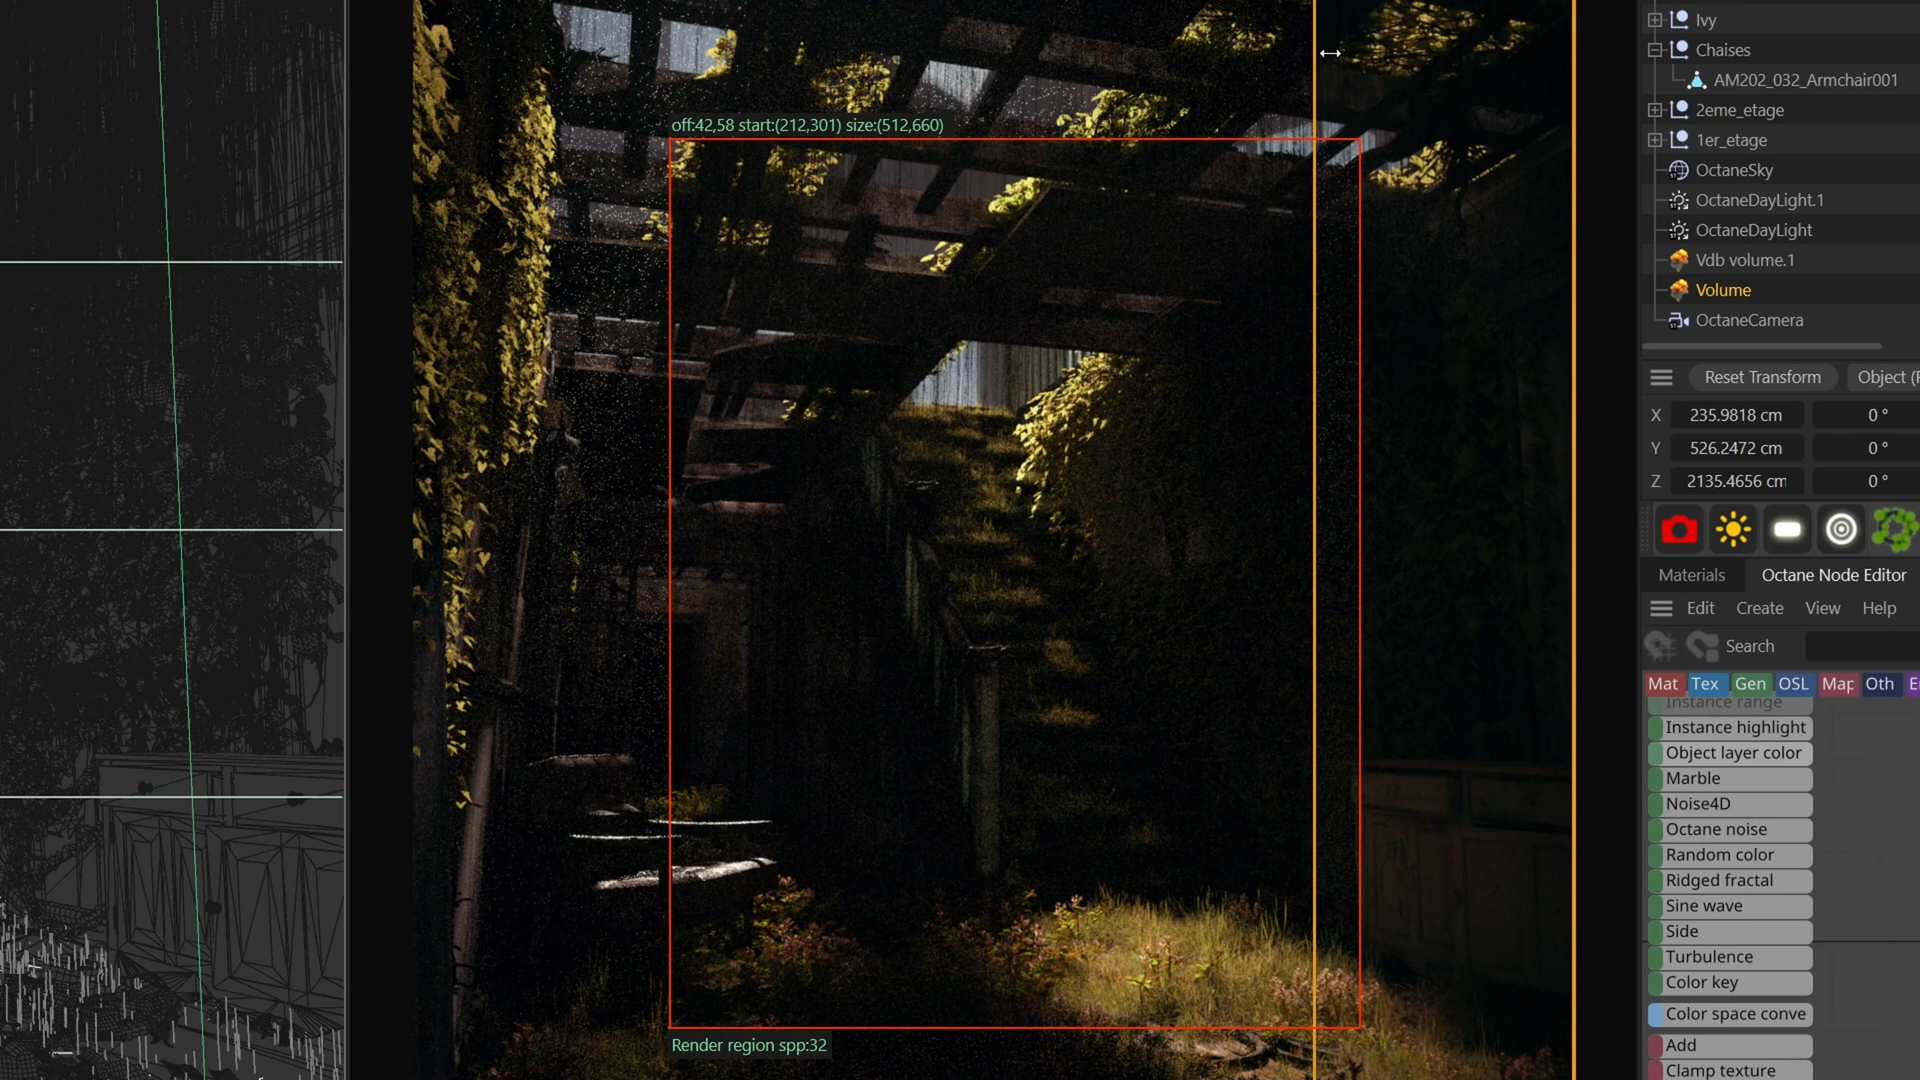 off:42,58 start:(212,301) size:(512,660)
Render region spp:32
Ivy
Chaises
AM202_032_Armchair001
2eme_etage
1er_etage
OctaneSky
OctaneDayLight.1
OctaneDayLight
Vdb volume.1
Volume
OctaneCamera
Reset Transform Object (
X 235.9818 cm 0 °
Y 526.2472 cm 0 °
Z 2135.4656 cm 0 °
Materials Octane Node Editor
Edit Create View Help
Search
Mat Tex Gen OSL Map Oth
Instance range
Instance highlight
Object layer color
Marble
Noise4D
Octane noise
Random color
Ridged fractal
Sine wave
Side
Turbulence
Color key
Color space conve
Add
Clamp texture